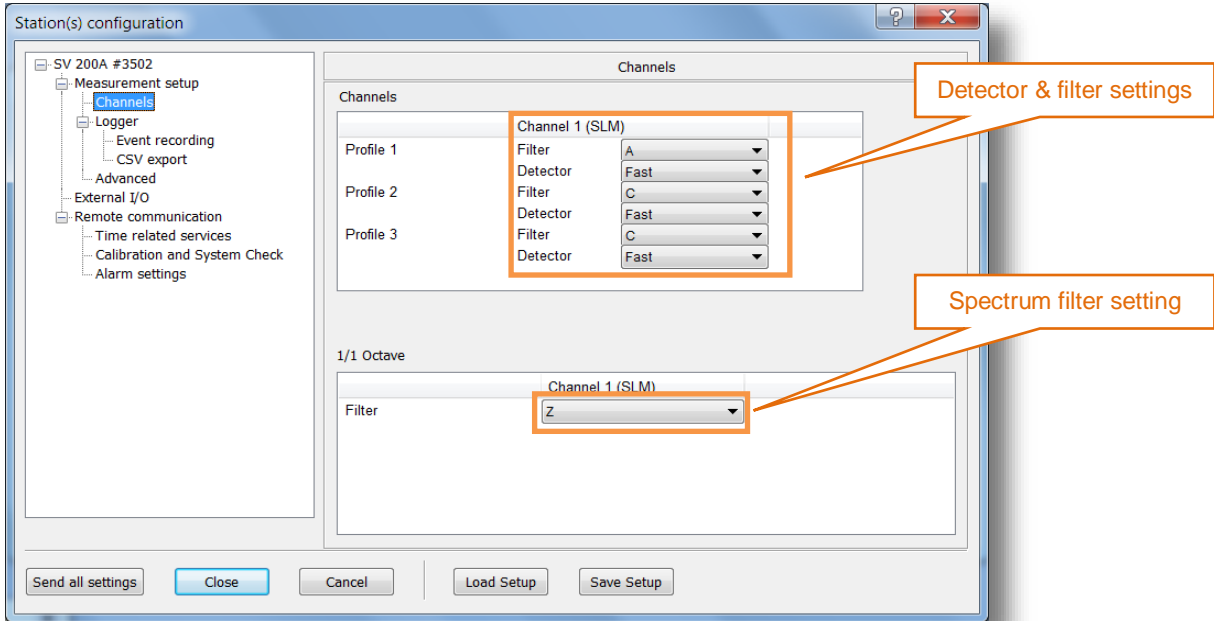 Station(s) configuration
SV 200A #3502
Measurement setup
Channels
Logger
Event recording
CSV export
Advanced
External I/O
Remote communication
Time related services
Calibration and System Check
Alarm settings
Channels
Channels
Channel 1 (SLM)
Profile 1 Filter A
Detector Fast
Profile 2 Filter C
Detector Fast
Profile 3 Filter C
Detector Fast
Detector & filter settings
1/1 Octave
Channel 1 (SLM)
Filter Z
Spectrum filter setting
Send all settings Close Cancel Load Setup Save Setup